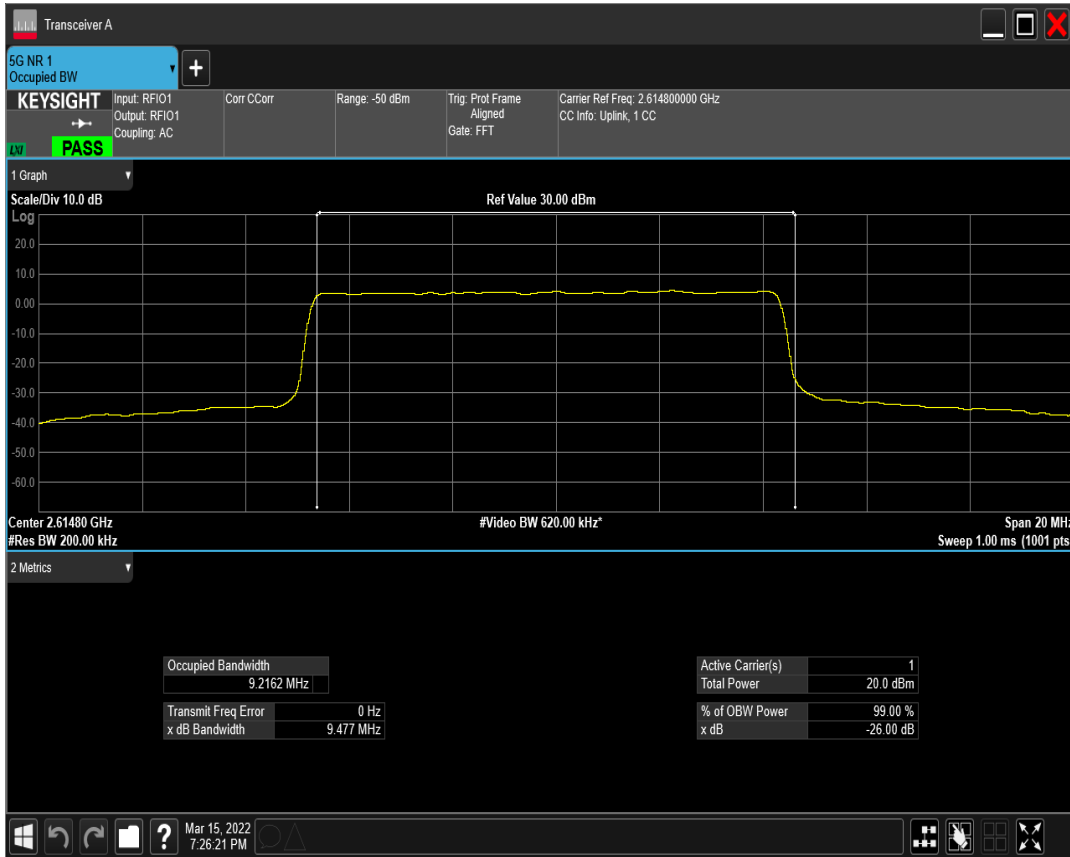 Transceiver A
5G NR 1
Occupied BW
+
KEYSIGHT
LXI
PASS
Input: RFIO1
Output: RFIO1
Coupling: AC
Corr CCorr
Range: -50 dBm
Trig: Prot Frame
Aligned
Gate: FFT
Carrier Ref Freq: 2.614800000 GHz
CC Info: Uplink, 1 CC
1 Graph
Scale/Div 10.0 dB
Ref Value 30.00 dBm
Log
20.0
10.0
0.00
-10.0
-20.0
-30.0
-40.0
-50.0
-60.0
Center 2.61480 GHz
#Video BW 620.00 kHz*
Span 20 MHz
#Res BW 200.00 kHz
Sweep 1.00 ms (1001 pts
2 Metrics
Occupied Bandwidth
9.2162 MHz
Transmit Freq Error 0 Hz
x dB Bandwidth 9.477 MHz
Active Carrier(s) 1
Total Power 20.0 dBm
% of OBW Power 99.00 %
x dB -26.00 dB
?
Mar 15, 2022
7:26:21 PM